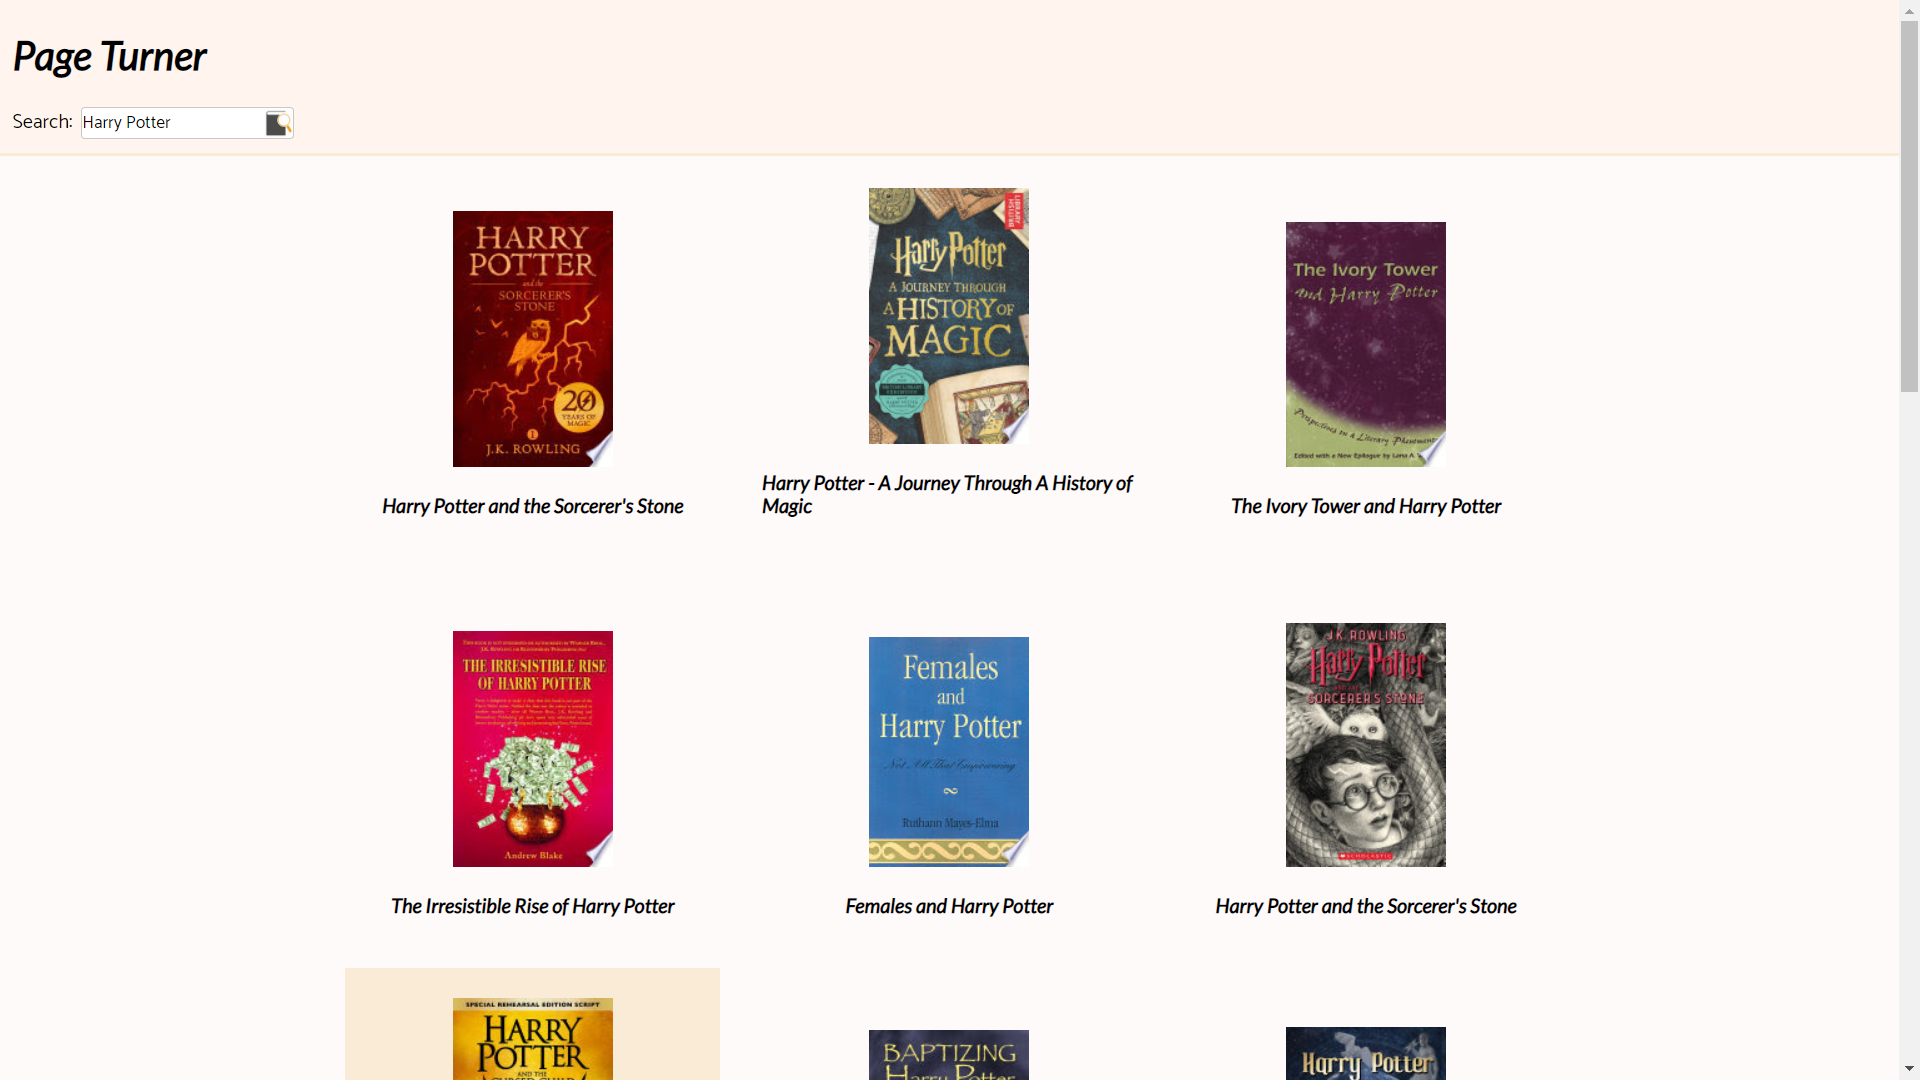 Page Turner
Search: Harry Potter
HARRY
POTTER
and the
SORCERER'S
STONE
20
YEARS OF
MAGIC
1
J.K. ROWLING
Harry Potter and the Sorcerer's Stone
BRITISH
LIBRARY
Harry Potter
A JOURNEY THROUGH
A HISTORY OF
MAGIC
Harry Potter - A Journey Through A History of
Magic
The Ivory Tower
and Harry Potter
Perspectives on a Literary Phenomenon
Edited with a New Epilogue by Lana A.
The Ivory Tower and Harry Potter
THE IRRESISTIBLE RISE
OF HARRY POTTER
Andrew Blake
The Irresistible Rise of Harry Potter
Females
and
Harry Potter
Not All That Empowering
Ruthann Mayes-Elma
Females and Harry Potter
J.K. ROWLING
Harry Potter
AND THE
SORCERER'S STONE
SCHOLASTIC
Harry Potter and the Sorcerer's Stone
SPECIAL REHEARSAL EDITION SCRIPT
HARRY
POTTER
AND THE
CURSED CHILD
BAPTIZING
Harry Potter
Harry Potter